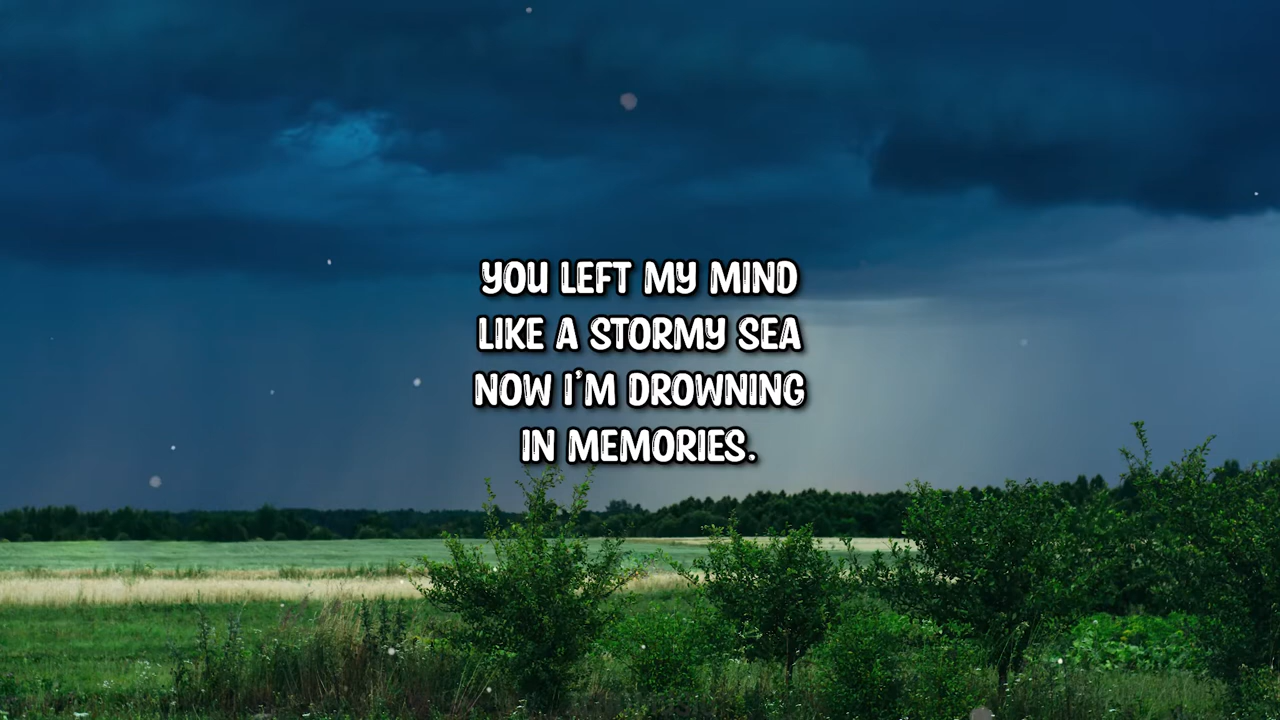 YOU LEFT MY MIND
LIKE A STORMY SEA
NOW I'M DROWNING
IN MEMORIES.